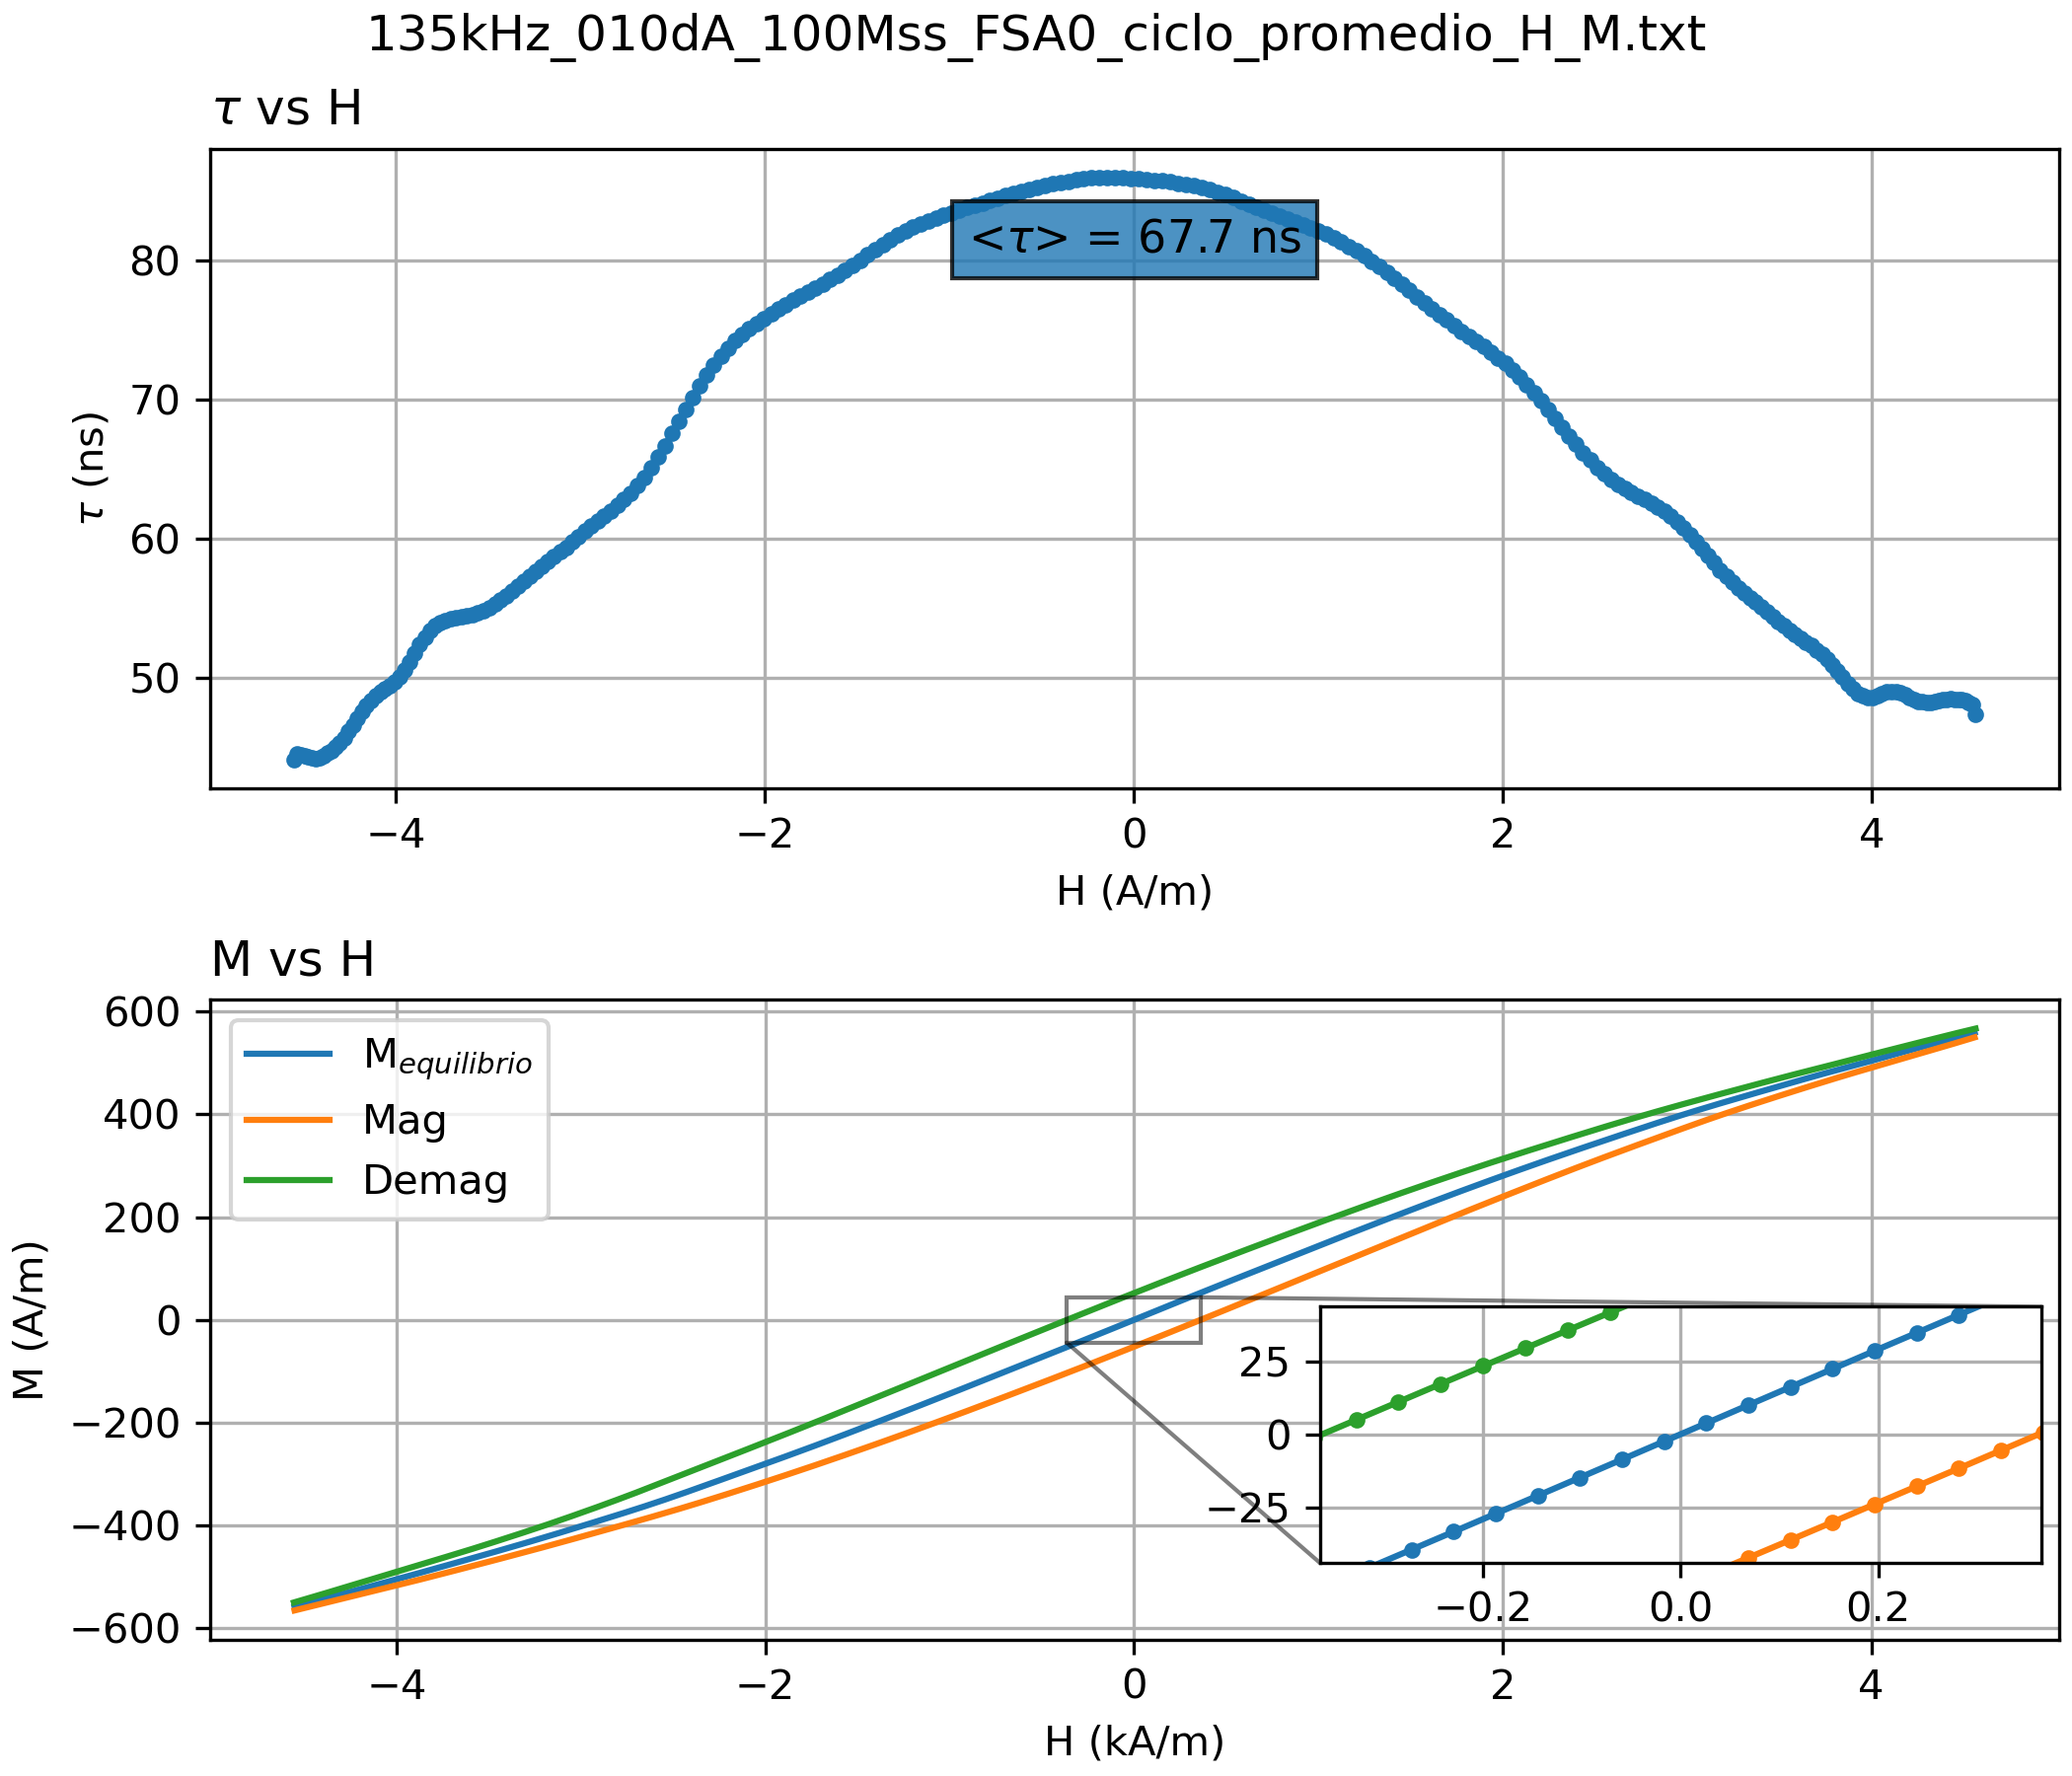 135kHz_010dA_100Mss_FSA0_ciclo_promedio_H_M.txt
τ vs H
<τ> = 67.7 ns
80
70
60
50
τ (ns)
−4 −2 0 2 4
H (A/m)
M vs H
M equilibrio
Mag
Demag
600
400
200
0
−200
−400
−600
M (A/m)
25
0
−25
−0.2 0.0 0.2
−4 −2 0 2 4
H (kA/m)